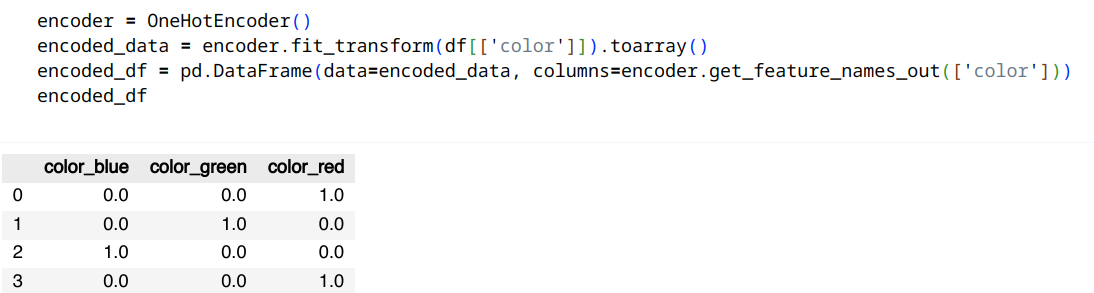 encoder = OneHotEncoder()
encoded_data = encoder.fit_transform(df[['color']]).toarray()
encoded_df = pd.DataFrame(data=encoded_data, columns=encoder.get_feature_names_out(['color']))
encoded_df
color_blue color_green color_red
0 0.0 0.0 1.0
1 0.0 1.0 0.0
2 1.0 0.0 0.0
3 0.0 0.0 1.0